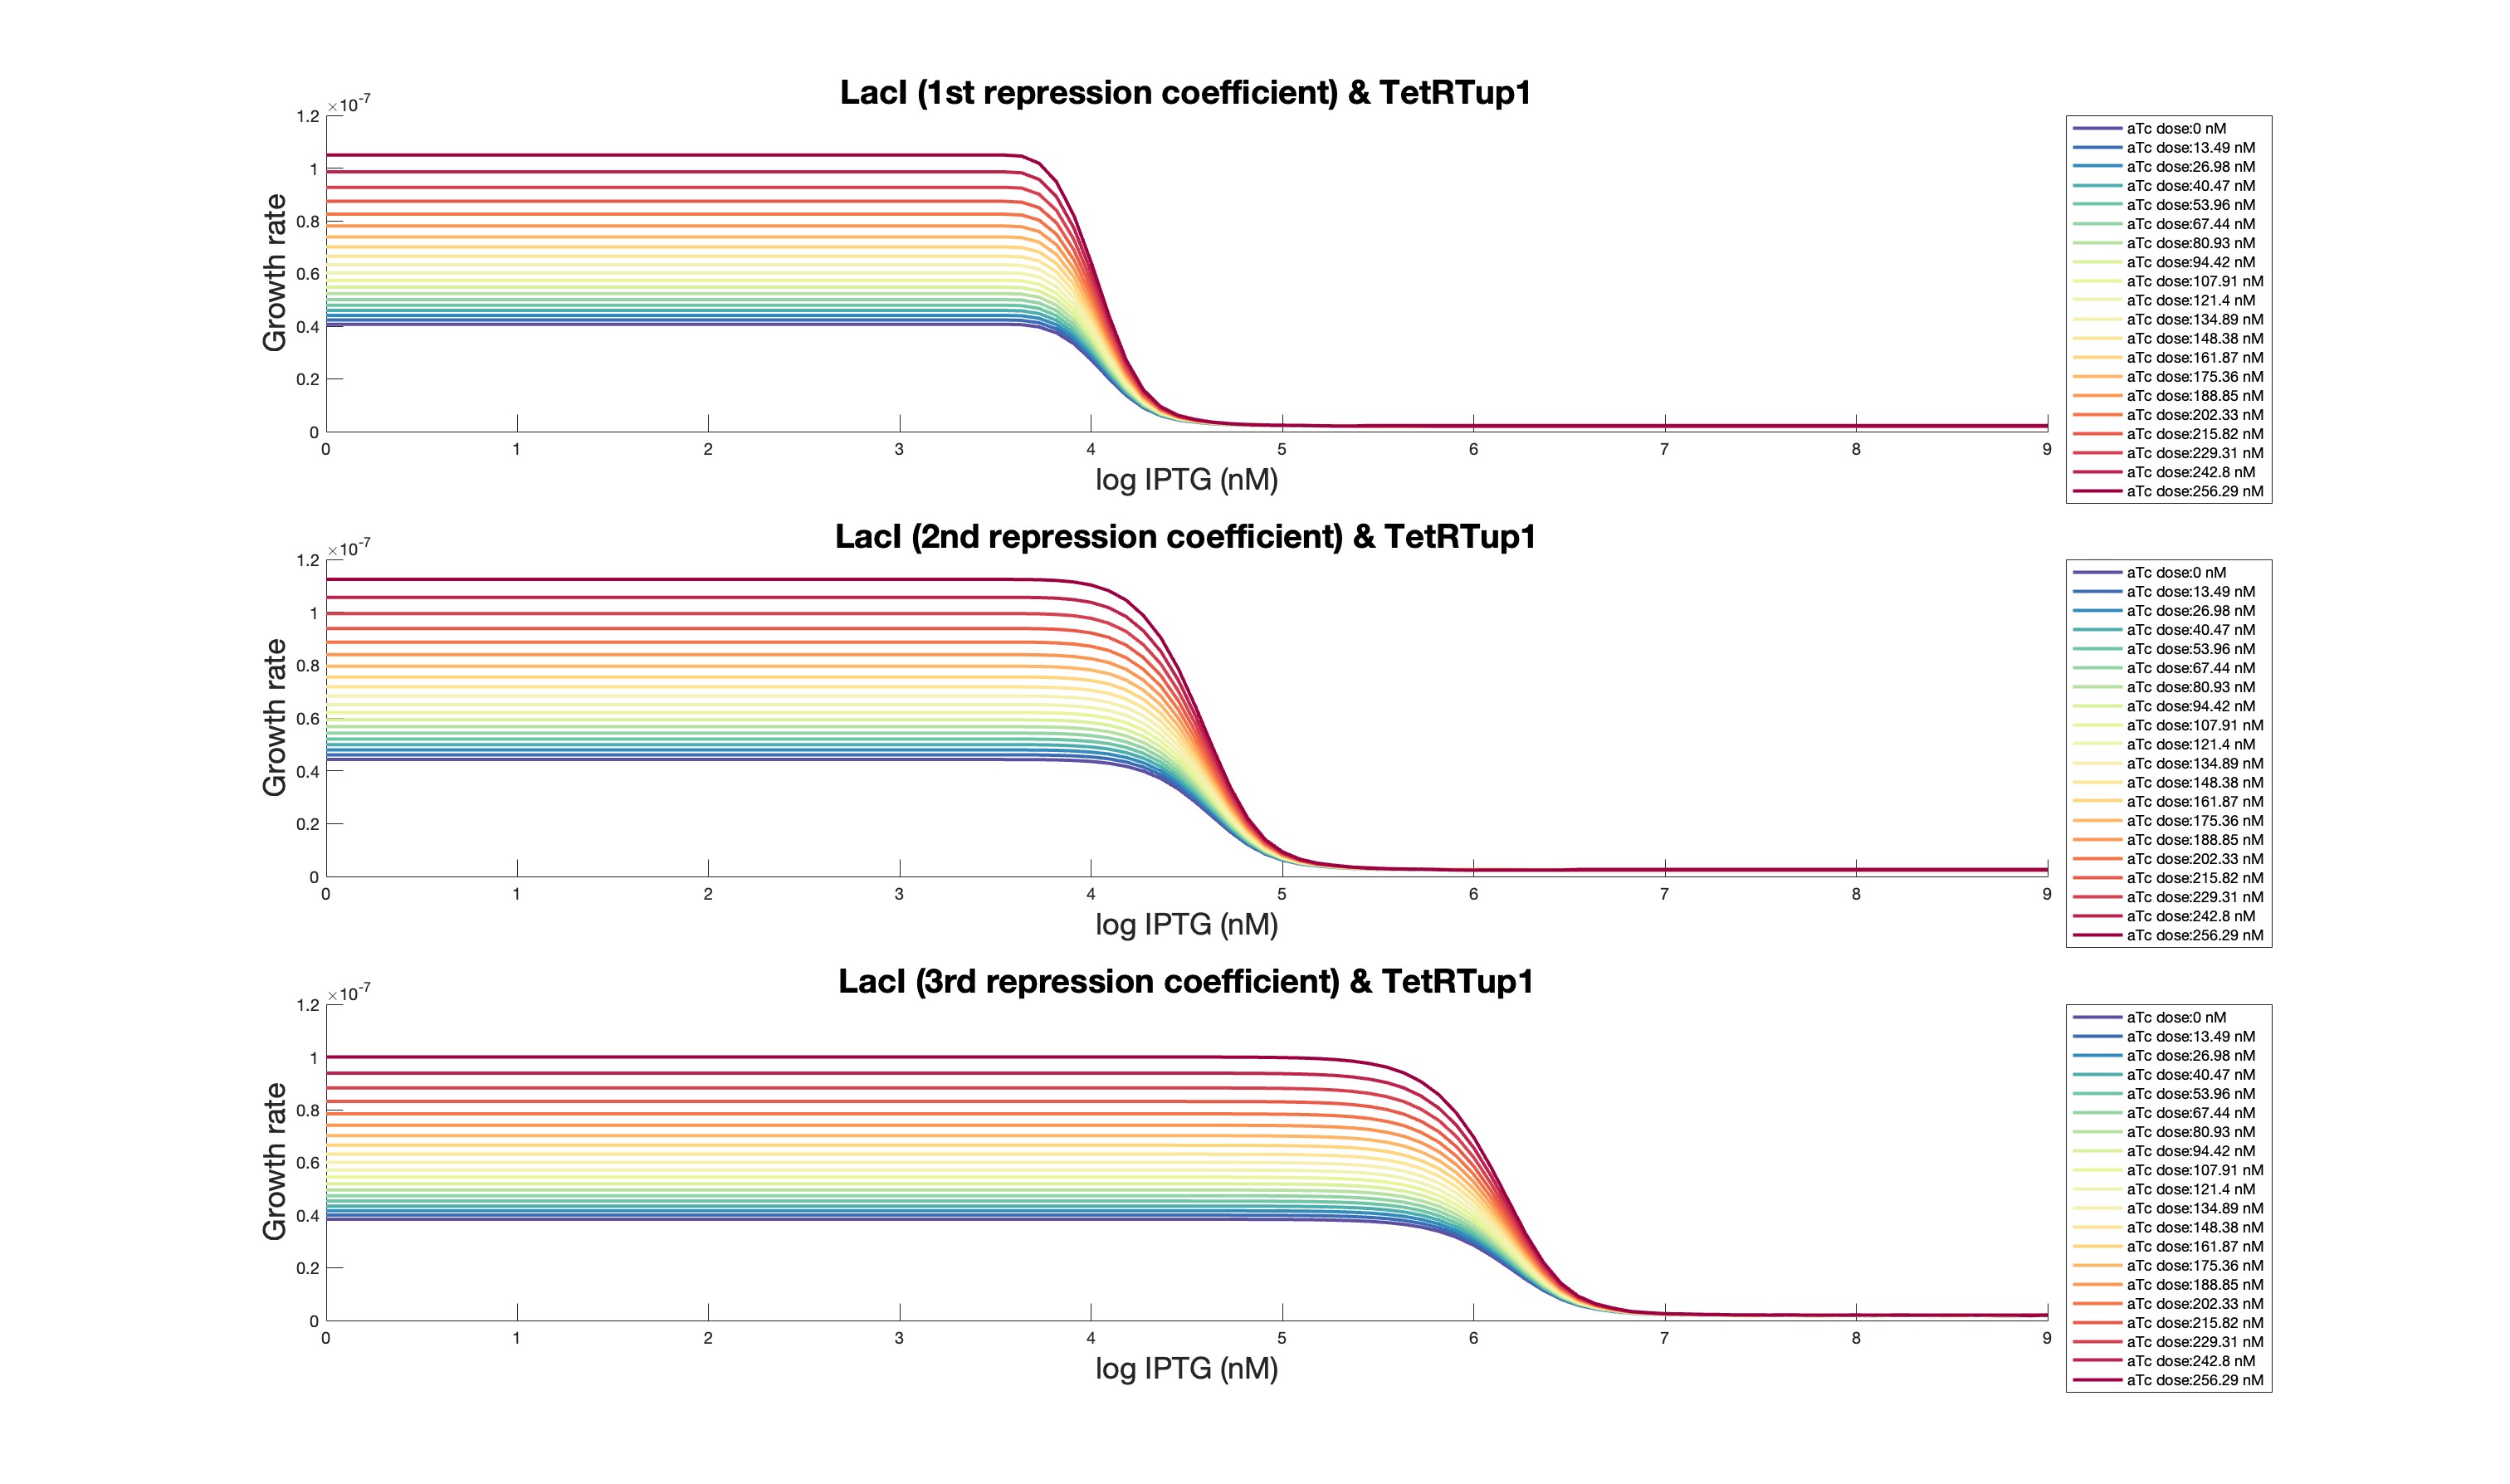 LacI (1st repression coefficient) & TetRTup1
×10-7
1.2
1
0.8
0.6
0.4
0.2
0
Growth rate
0 1 2 3 4 5 6 7 8 9
log IPTG (nM)
aTc dose:0 nM
aTc dose:13.49 nM
aTc dose:26.98 nM
aTc dose:40.47 nM
aTc dose:53.96 nM
aTc dose:67.44 nM
aTc dose:80.93 nM
aTc dose:94.42 nM
aTc dose:107.91 nM
aTc dose:121.4 nM
aTc dose:134.89 nM
aTc dose:148.38 nM
aTc dose:161.87 nM
aTc dose:175.36 nM
aTc dose:188.85 nM
aTc dose:202.33 nM
aTc dose:215.82 nM
aTc dose:229.31 nM
aTc dose:242.8 nM
aTc dose:256.29 nM
LacI (2nd repression coefficient) & TetRTup1
×10-7
1.2
1
0.8
0.6
0.4
0.2
0
Growth rate
0 1 2 3 4 5 6 7 8 9
log IPTG (nM)
aTc dose:0 nM
aTc dose:13.49 nM
aTc dose:26.98 nM
aTc dose:40.47 nM
aTc dose:53.96 nM
aTc dose:67.44 nM
aTc dose:80.93 nM
aTc dose:94.42 nM
aTc dose:107.91 nM
aTc dose:121.4 nM
aTc dose:134.89 nM
aTc dose:148.38 nM
aTc dose:161.87 nM
aTc dose:175.36 nM
aTc dose:188.85 nM
aTc dose:202.33 nM
aTc dose:215.82 nM
aTc dose:229.31 nM
aTc dose:242.8 nM
aTc dose:256.29 nM
LacI (3rd repression coefficient) & TetRTup1
×10-7
1.2
1
0.8
0.6
0.4
0.2
0
Growth rate
0 1 2 3 4 5 6 7 8 9
log IPTG (nM)
aTc dose:0 nM
aTc dose:13.49 nM
aTc dose:26.98 nM
aTc dose:40.47 nM
aTc dose:53.96 nM
aTc dose:67.44 nM
aTc dose:80.93 nM
aTc dose:94.42 nM
aTc dose:107.91 nM
aTc dose:121.4 nM
aTc dose:134.89 nM
aTc dose:148.38 nM
aTc dose:161.87 nM
aTc dose:175.36 nM
aTc dose:188.85 nM
aTc dose:202.33 nM
aTc dose:215.82 nM
aTc dose:229.31 nM
aTc dose:242.8 nM
aTc dose:256.29 nM